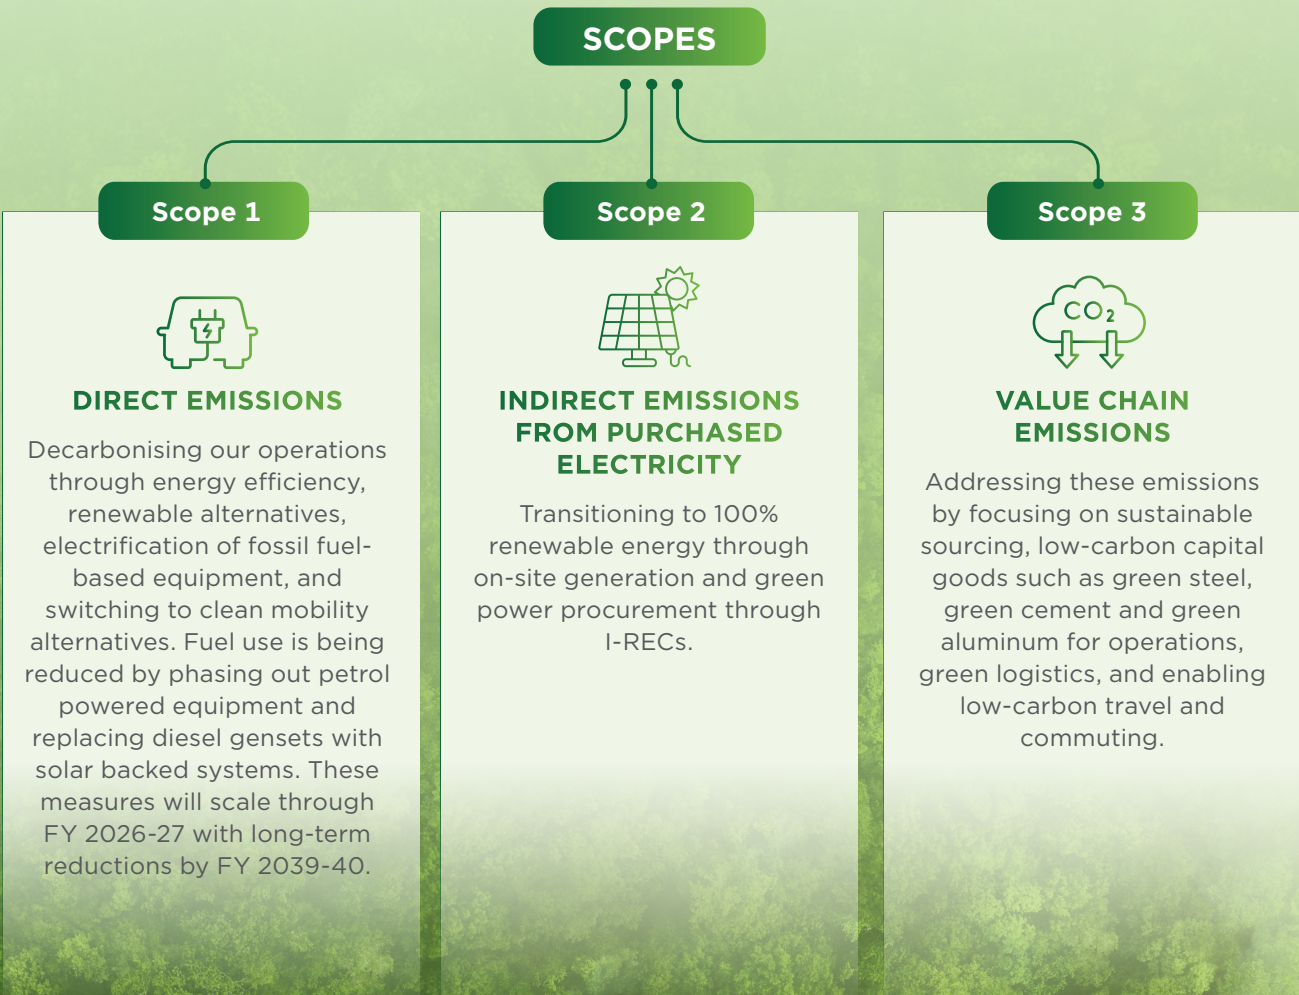 SCOPES
Scope 1
DIRECT EMISSIONS
Decarbonising our operations
through energy efficiency,
renewable alternatives,
electrification of fossil fuel-
based equipment, and
switching to clean mobility
alternatives. Fuel use is being
reduced by phasing out petrol
powered equipment and
replacing diesel gensets with
solar backed systems. These
measures will scale through
FY 2026-27 with long-term
reductions by FY 2039-40.
Scope 2
INDIRECT EMISSIONS
FROM PURCHASED
ELECTRICITY
Transitioning to 100%
renewable energy through
on-site generation and green
power procurement through
I-RECs.
Scope 3
CO2
VALUE CHAIN
EMISSIONS
Addressing these emissions
by focusing on sustainable
sourcing, low-carbon capital
goods such as green steel,
green cement and green
aluminum for operations,
green logistics, and enabling
low-carbon travel and
commuting.